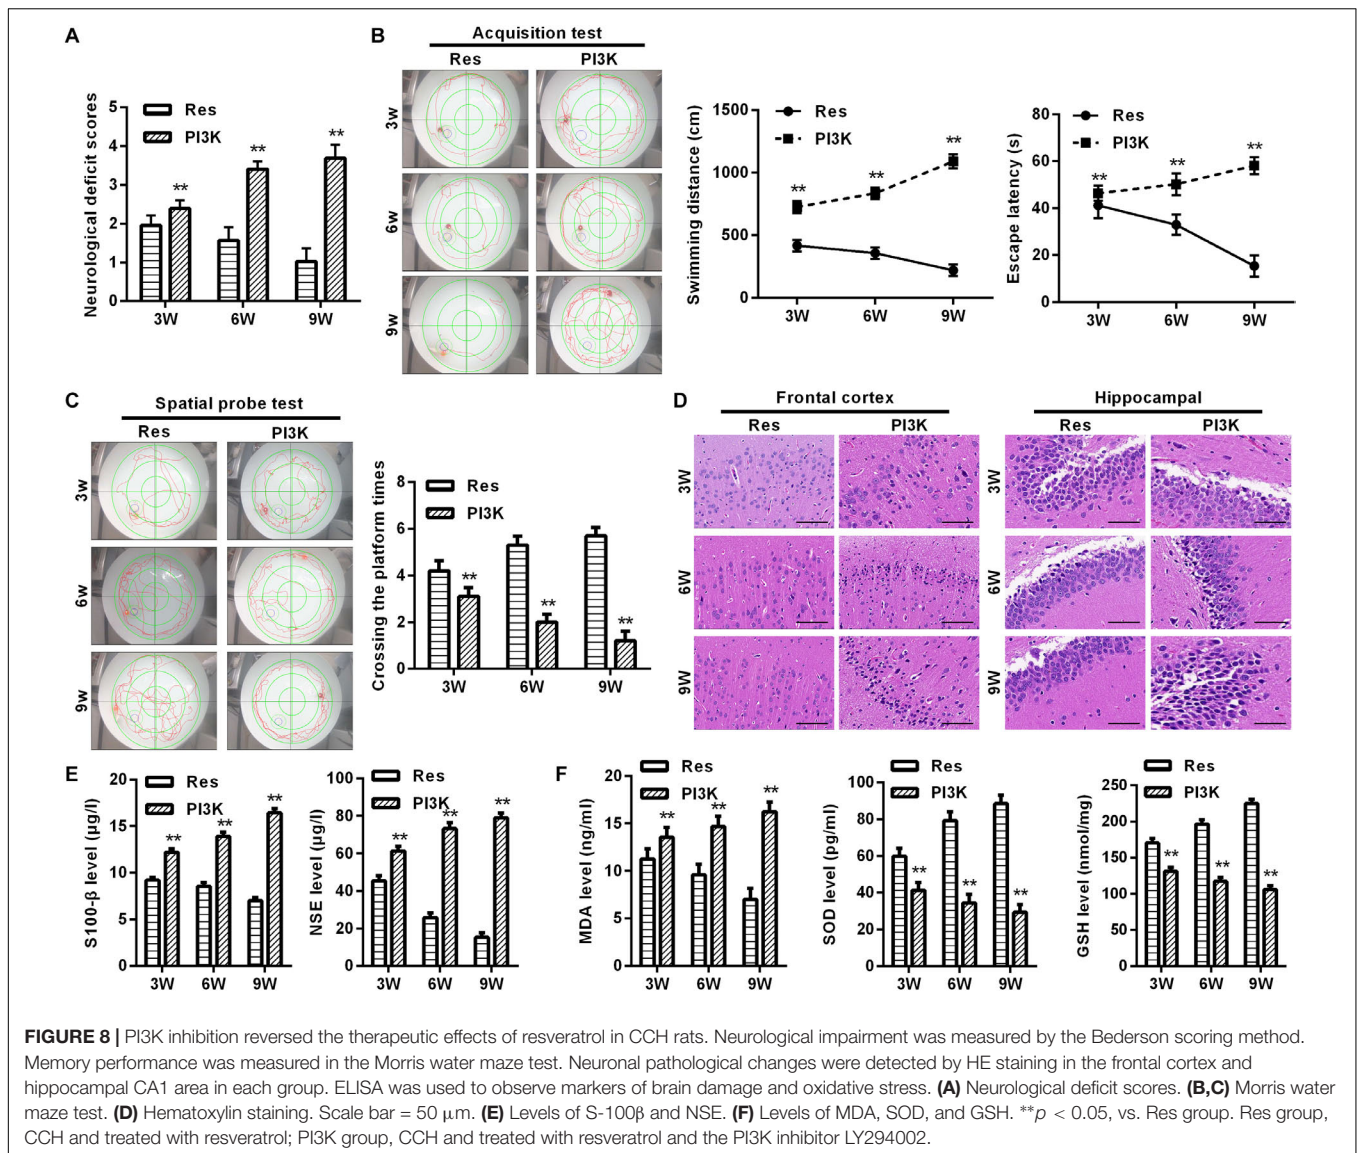 A
Neurological deficit scores
5
4
3
2
1
0
Res
PI3K
**
**
**
3W
6W
9W
B
Acquisition test
Res
PI3K
3w
6w
9w
Swimming distance (cm)
1500
1000
500
0
Res
PI3K
**
**
**
3W
6W
9W
Escape latency (s)
80
60
40
20
0
Res
PI3K
**
**
**
3W
6W
9W
C
Spatial probe test
Res
PI3K
3w
6w
9w
Crossing the platform times
8
6
4
2
0
Res
PI3K
**
**
**
3W
6W
9W
D
Frontal cortex
Hippocampal
Res
PI3K
Res
PI3K
3W
6W
9W
3W
6W
9W
E
S100-β level (μg/l)
20
15
10
5
0
Res
PI3K
**
**
**
3W
6W
9W
NSE level (μg/l)
100
80
60
40
20
0
Res
PI3K
**
**
**
3W
6W
9W
F
MDA level (ng/ml)
20
15
10
5
0
Res
PI3K
**
**
**
3W
6W
9W
SOD level (pg/ml)
100
80
60
40
20
0
Res
PI3K
**
**
**
3W
6W
9W
GSH level (nmol/mg)
250
200
150
100
50
0
Res
PI3K
**
**
**
3W
6W
9W
FIGURE 8 | PI3K inhibition reversed the therapeutic effects of resveratrol in CCH rats. Neurological impairment was measured by the Bederson scoring method.
Memory performance was measured in the Morris water maze test. Neuronal pathological changes were detected by HE staining in the frontal cortex and
hippocampal CA1 area in each group. ELISA was used to observe markers of brain damage and oxidative stress. (A) Neurological deficit scores. (B,C) Morris water
maze test. (D) Hematoxylin staining. Scale bar = 50 μm. (E) Levels of S-100β and NSE. (F) Levels of MDA, SOD, and GSH. **p < 0.05, vs. Res group. Res group,
CCH and treated with resveratrol; PI3K group, CCH and treated with resveratrol and the PI3K inhibitor LY294002.